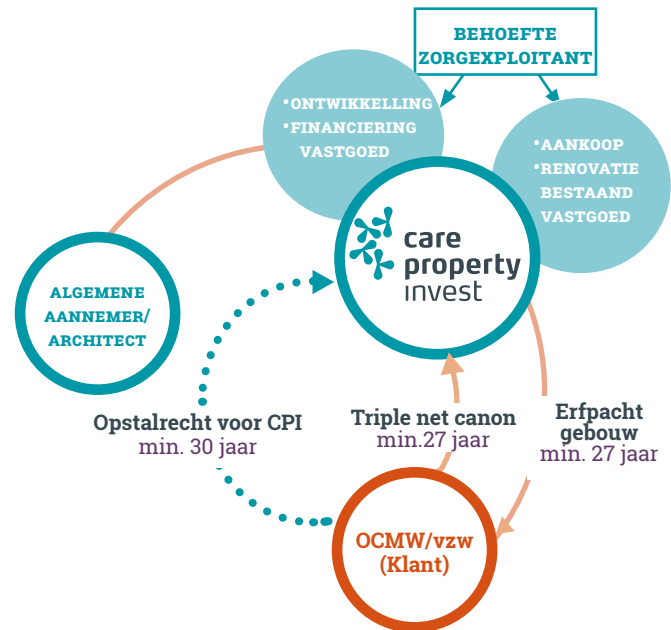 BEHOEFTE
ZORGEXPLOITANT
•ONTWIKKELLING
•FINANCIERING
VASTGOED
•AANKOOP
•RENOVATIE
BESTAAND
VASTGOED
care
property
invest
ALGEMENE
AANNEMER/
ARCHITECT
Opstalrecht voor CPI
min. 30 jaar
Triple net canon
min.27 jaar
Erfpacht
gebouw
min. 27 jaar
OCMW/vzw
(Klant)